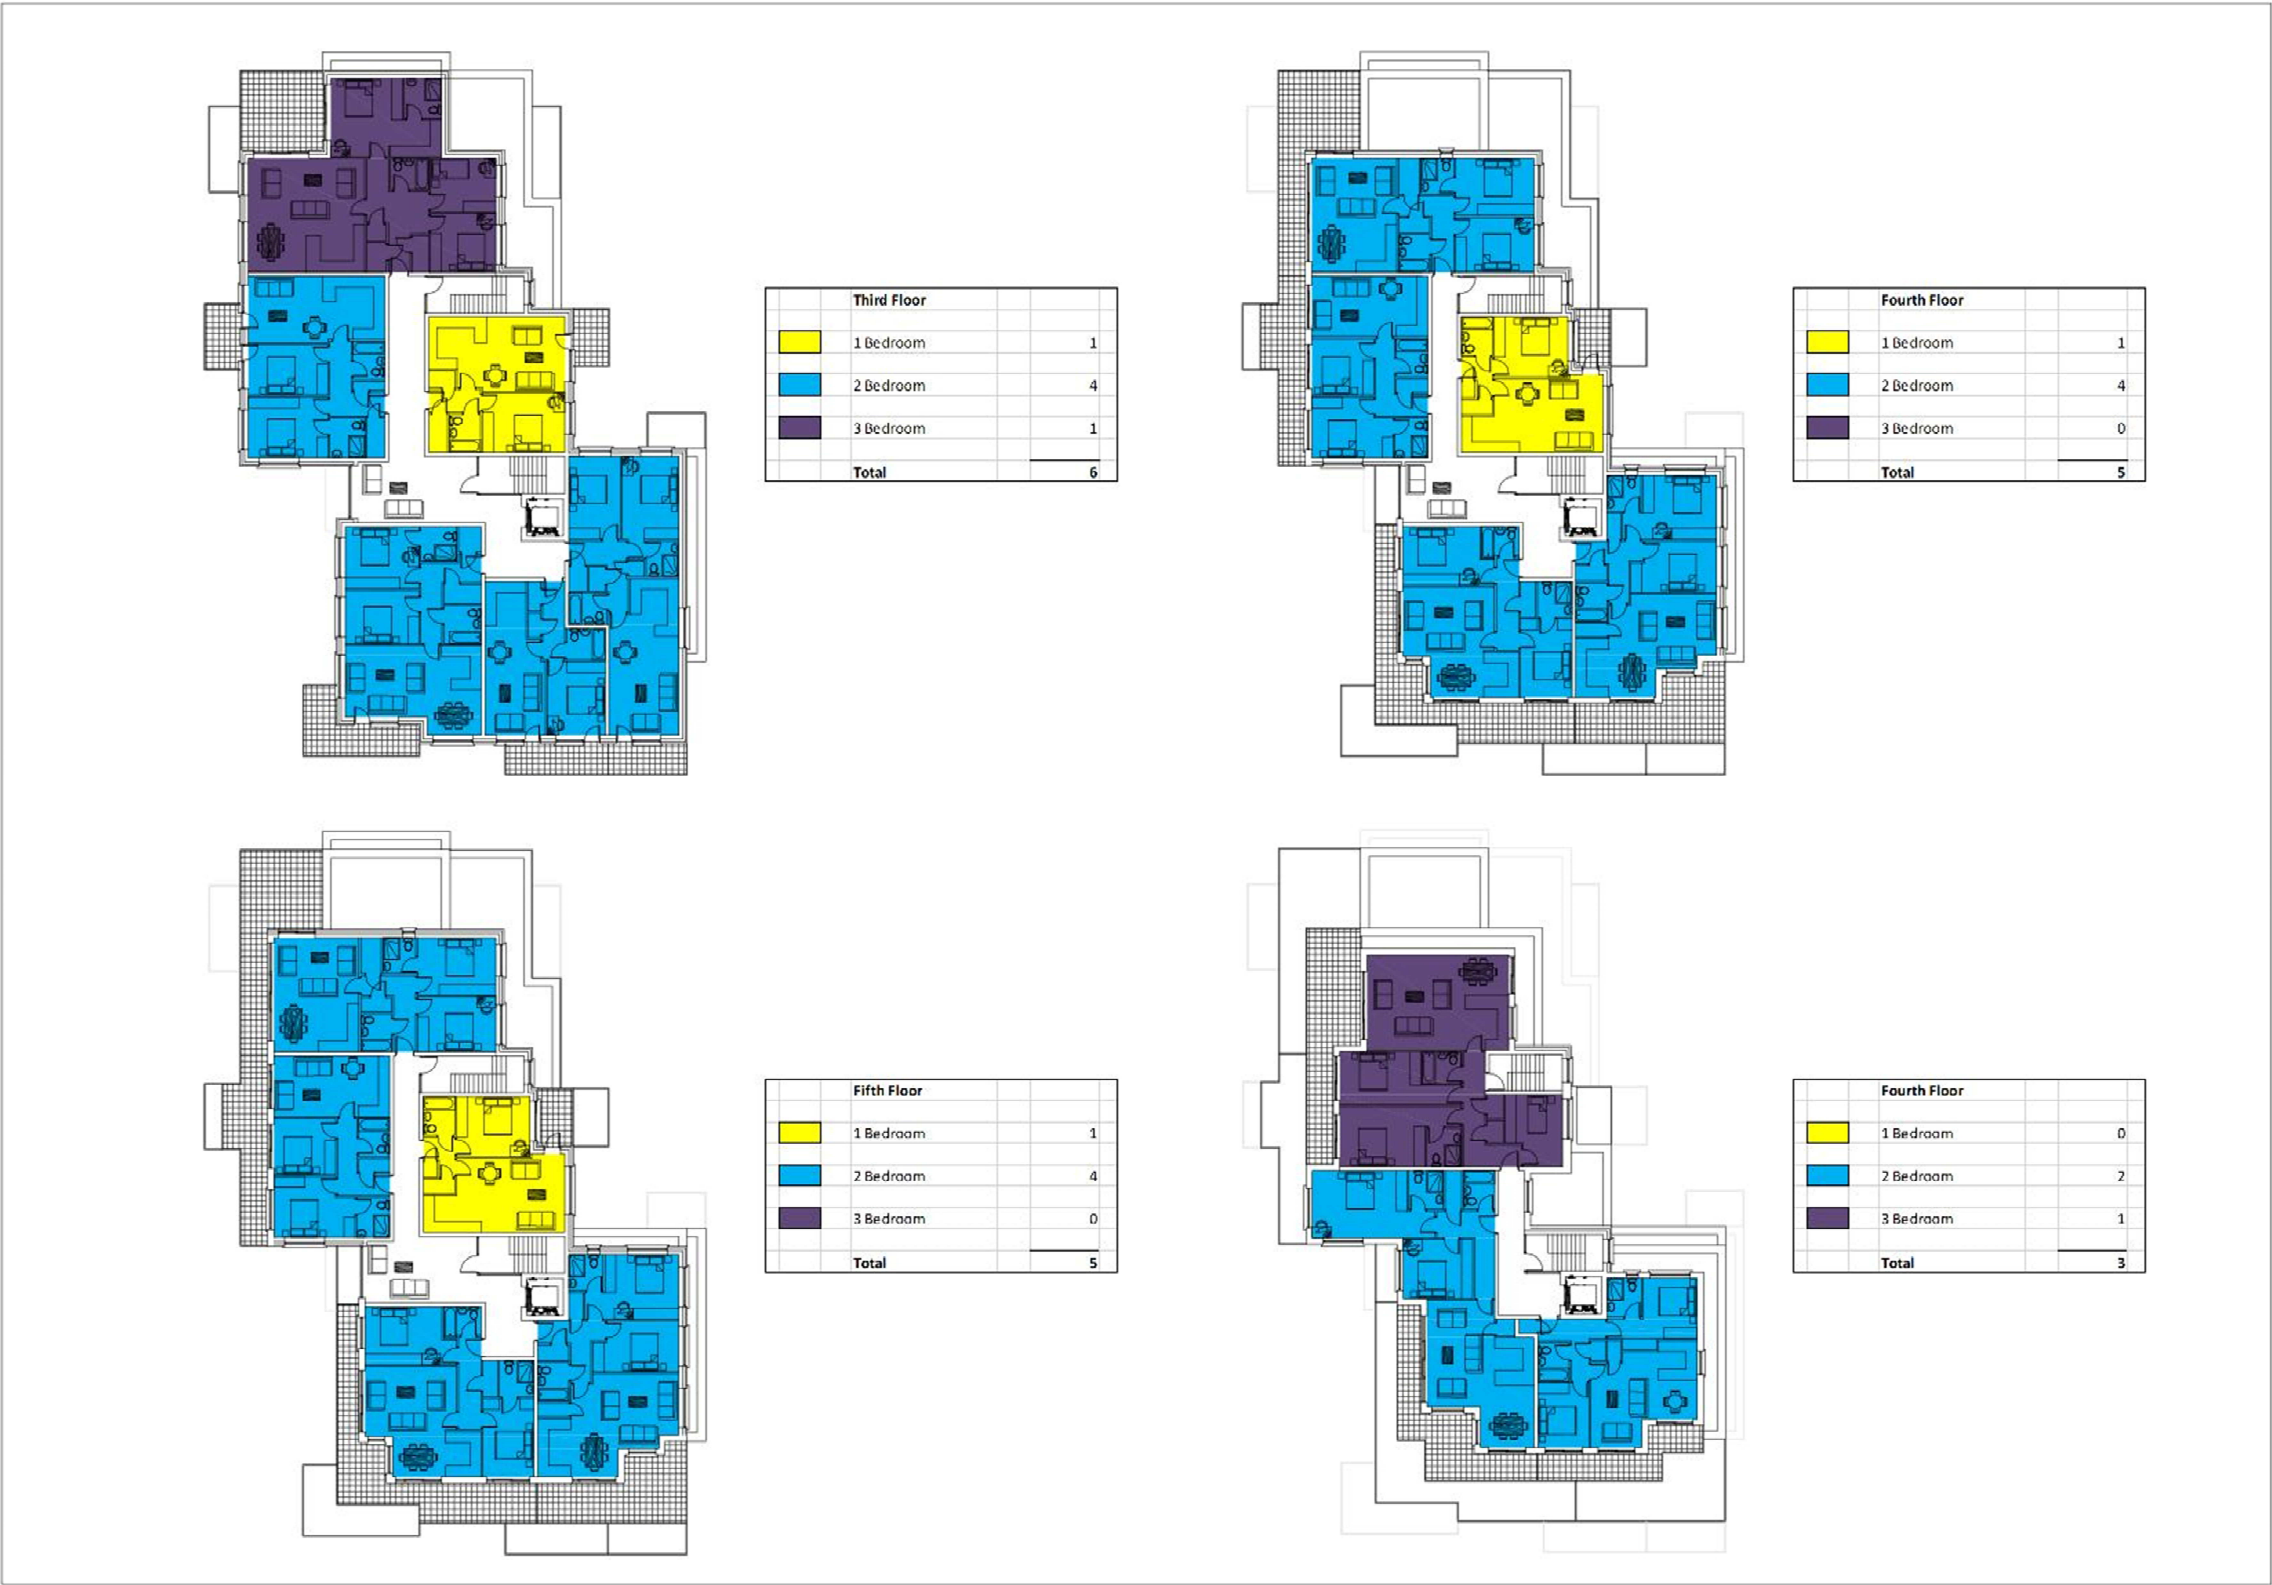 Third Floor
1 Bedroom 1
2 Bedroom 4
3 Bedroom 1
Total 6
Fourth Floor
1 Bedroom 1
2 Bedroom 4
3 Bedroom 0
Total 5
Fifth Floor
1 Bedroom 1
2 Bedroom 4
3 Bedroom 0
Total 5
Fourth Floor
1 Bedroom 0
2 Bedroom 2
3 Bedroom 1
Total 3